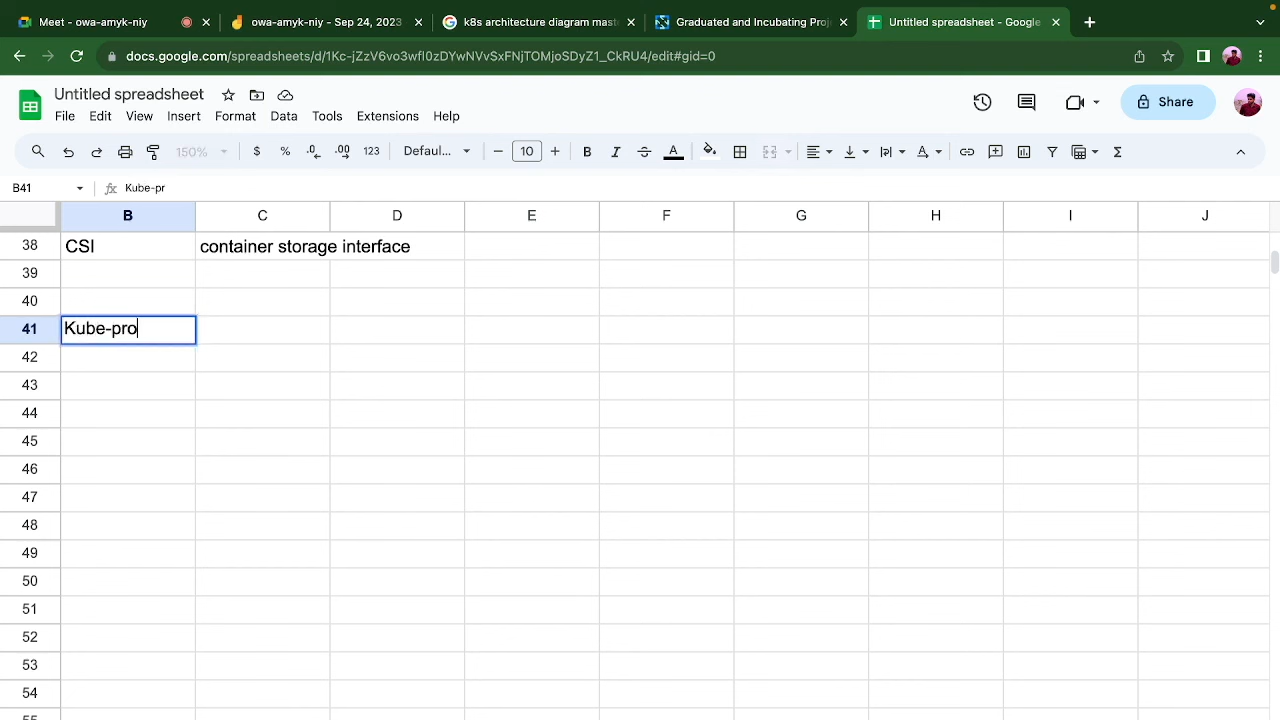 Meet - owa-amyk-niy
owa-amyk-niy - Sep 24, 2023
k8s architecture diagram mast
Graduated and Incubating Proj
Untitled spreadsheet - Google
docs.google.com/spreadsheets/d/1Kc-jZzV6vo3wfl0zDYwNVvSxFNjTOMjoSDyZ1_CkRU4/edit#gid=0
Untitled spreadsheet
File Edit View Insert Format Data Tools Extensions Help
Share
150% $ % .0 .00 123 Defaul... − 10 + B I A Σ
B41 fx Kube-pr
B C D E F G H I J
38 CSI container storage interface
39
40
41 Kube-pro
42
43
44
45
46
47
48
49
50
51
52
53
54
55